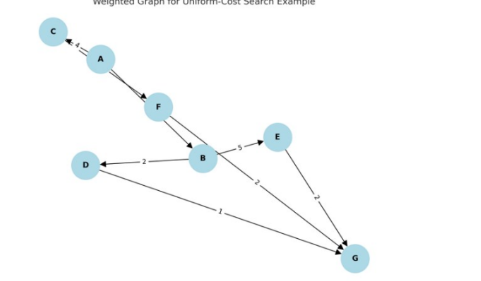 Weighted Graph for Uniform-Cost Search Example
C
4
A
F
E
5
B
D
2
2
2
1
G